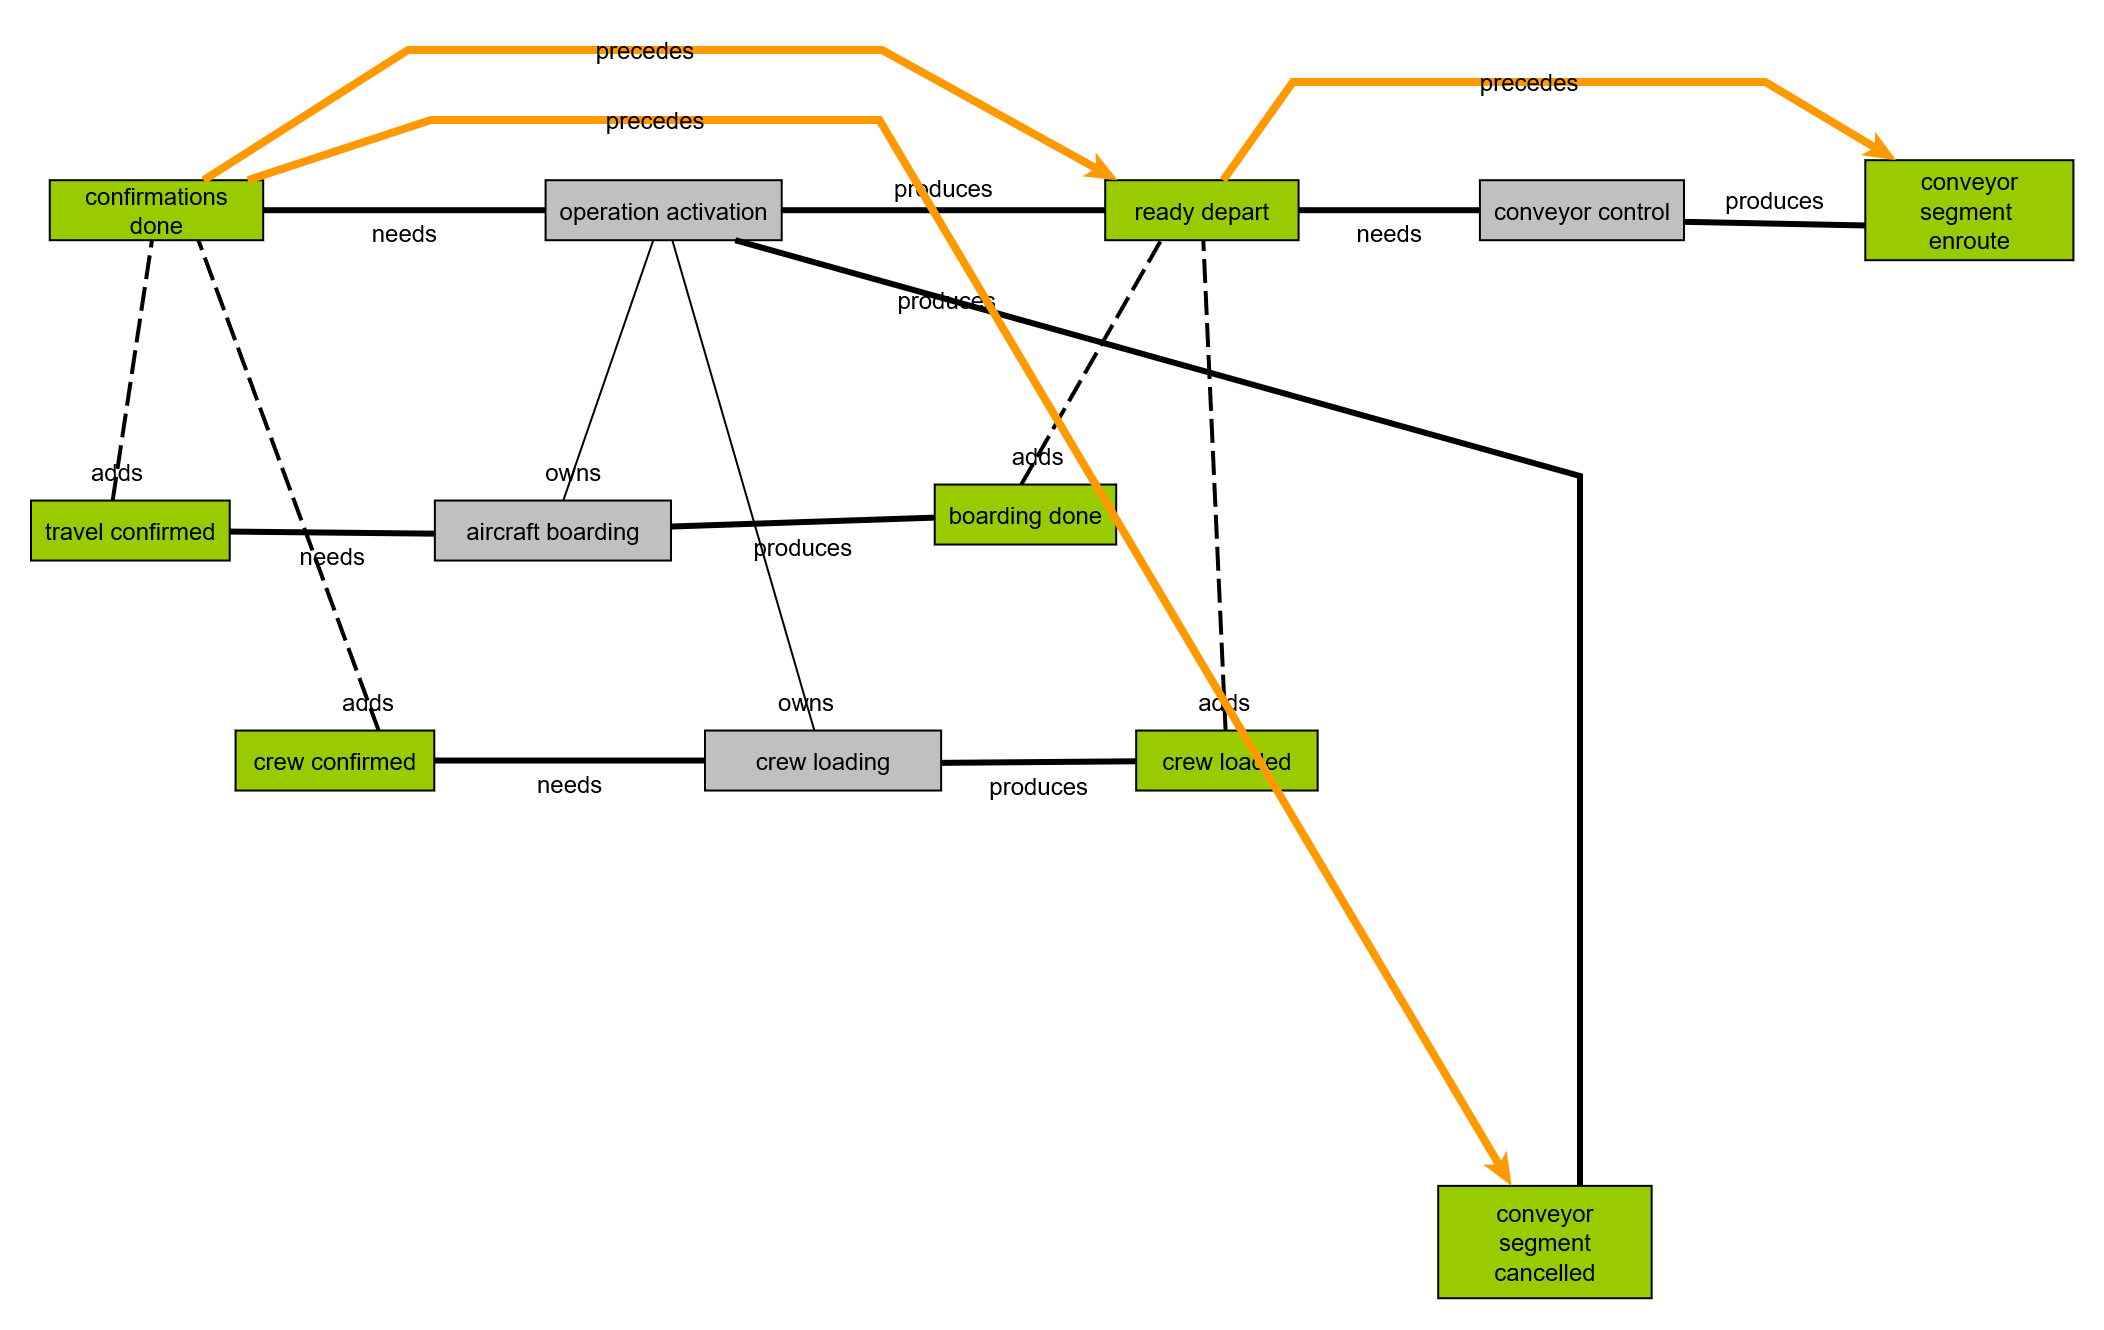 precedes
precedes
precedes
confirmations
done
needs
operation activation
produces
ready depart
needs
conveyor control
produces
conveyor
segment
enroute
produces
adds
owns
adds
travel confirmed
needs
aircraft boarding
produces
boarding done
adds
owns
adds
crew confirmed
needs
crew loading
produces
crew loaded
conveyor
segment
cancelled